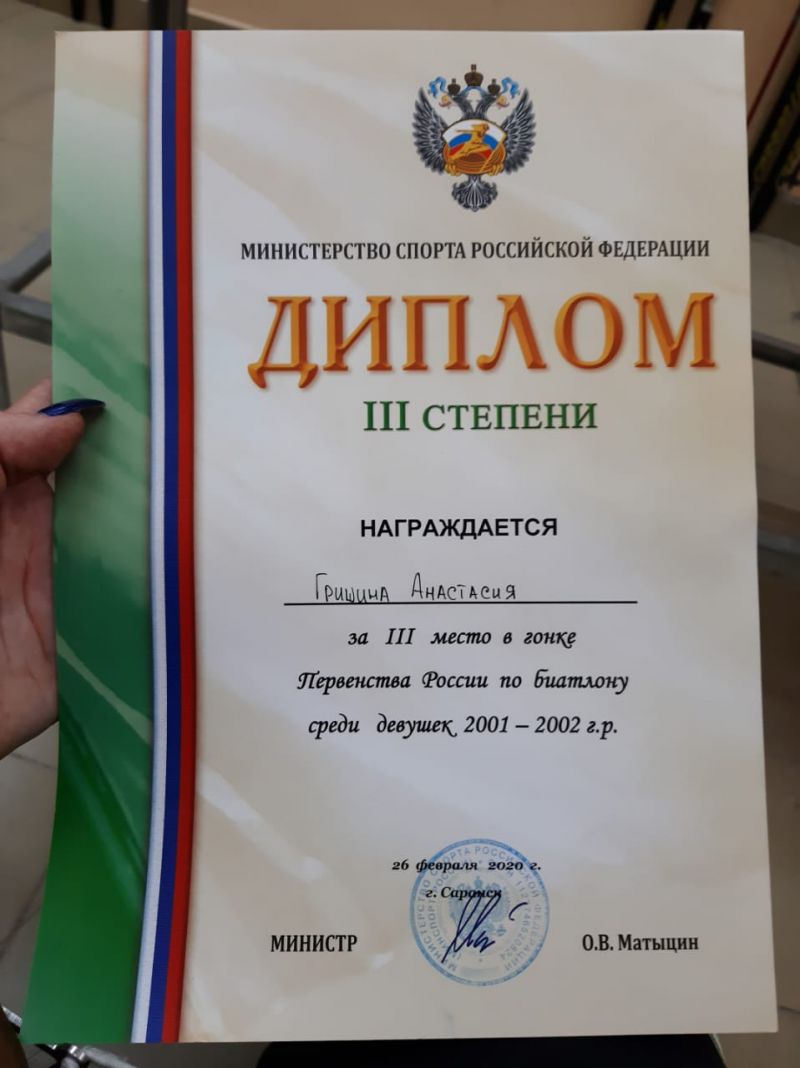 МИНИСТЕРСТВО СПОРТА РОССИЙСКОЙ ФЕДЕРАЦИИ
ДИПЛОМ
III СТЕПЕНИ
НАГРАЖДАЕТСЯ
Гришина Анастасия
за III место в гонке
Первенства России по биатлону
среди девушек 2001 – 2002 г.р.
26 февраля 2020 г.
г. Саранск
МИНИСТР О.В. Матыцин